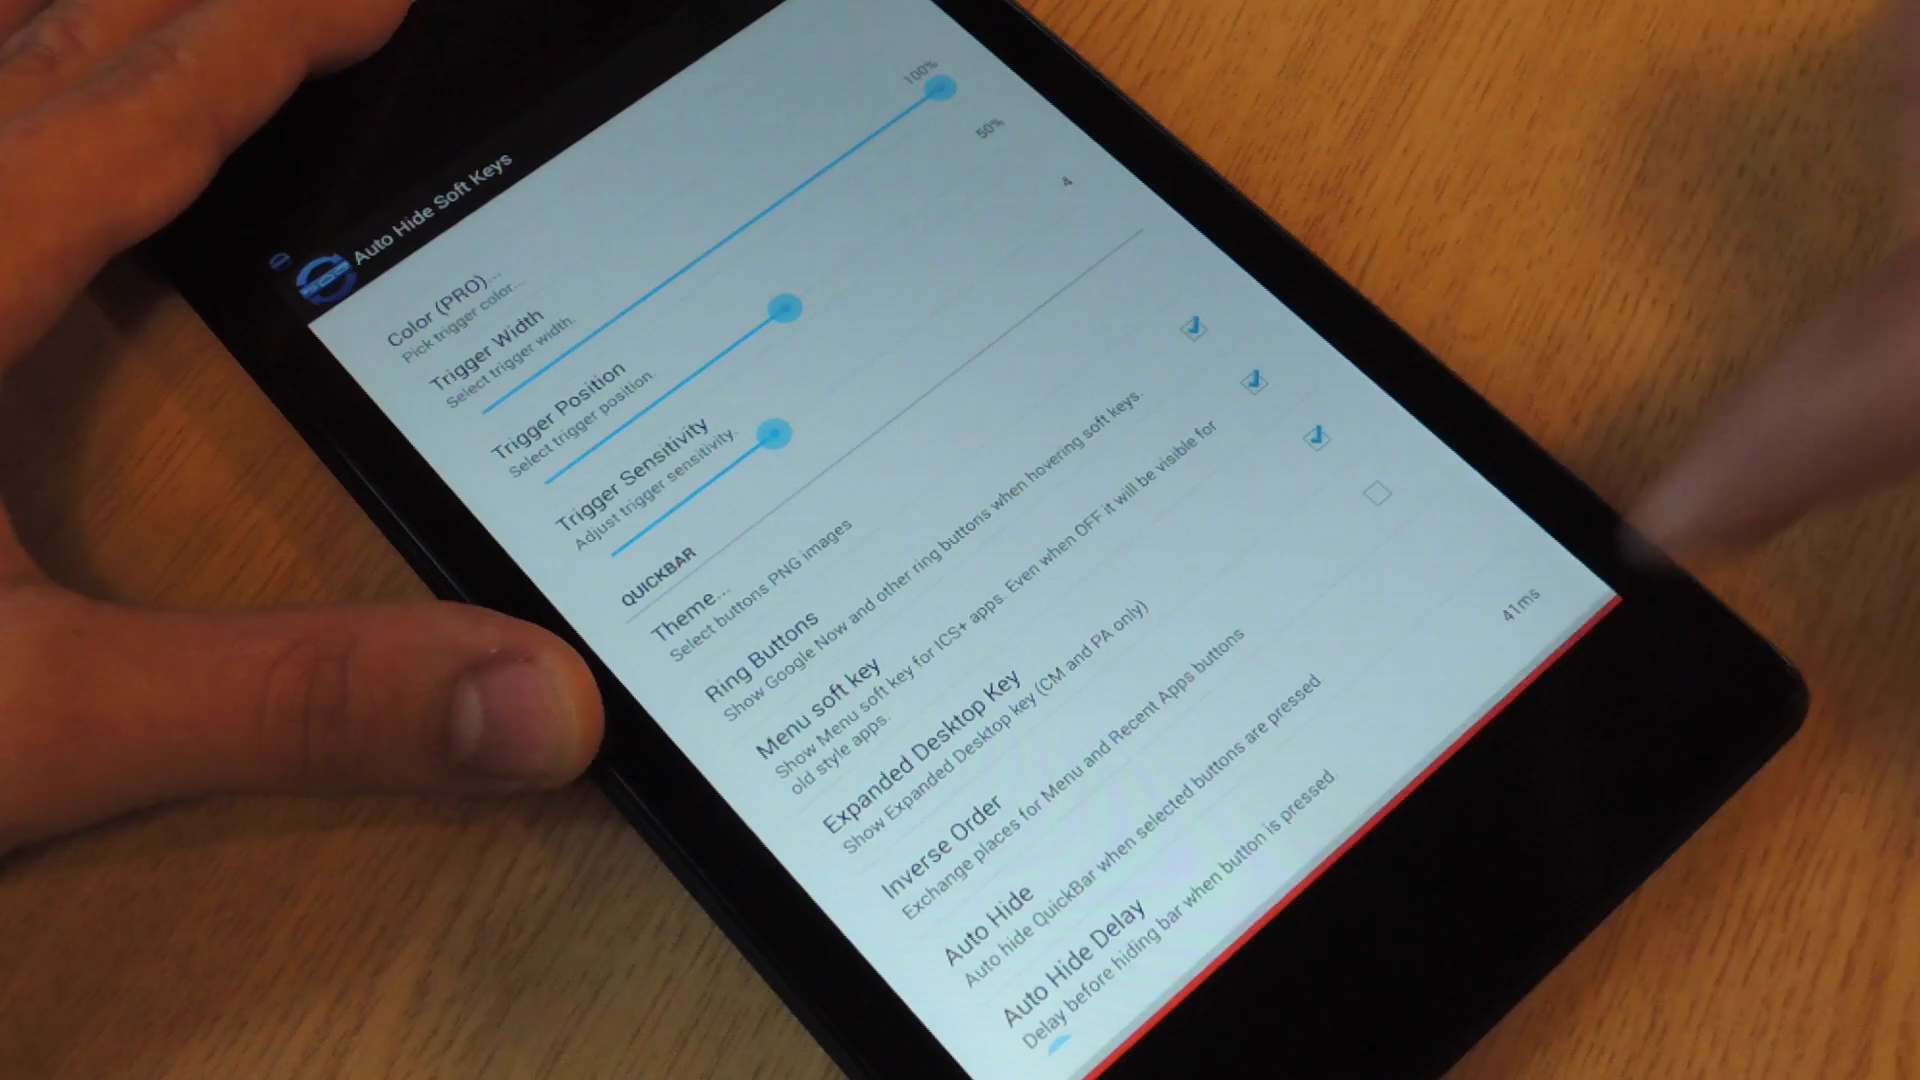 Auto Hide Soft Keys
Color (PRO)...
Pick trigger color...
Trigger Width
Select trigger width.
100%
Trigger Position
Select trigger position.
50%
Trigger Sensitivity
Adjust trigger sensitivity.
4
QUICKBAR
Theme...
Select buttons PNG images
Ring Buttons
Show Google Now and other ring buttons when hovering soft keys.
Menu soft key
Show Menu soft key for ICS+ apps. Even when OFF it will be visible for
old style apps.
Expanded Desktop Key
Show Expanded Desktop key (CM and PA only)
Inverse Order
Exchange places for Menu and Recent Apps buttons
Auto Hide
Auto hide QuickBar when selected buttons are pressed
Auto Hide Delay
Delay before hiding bar when button is pressed.
41ms